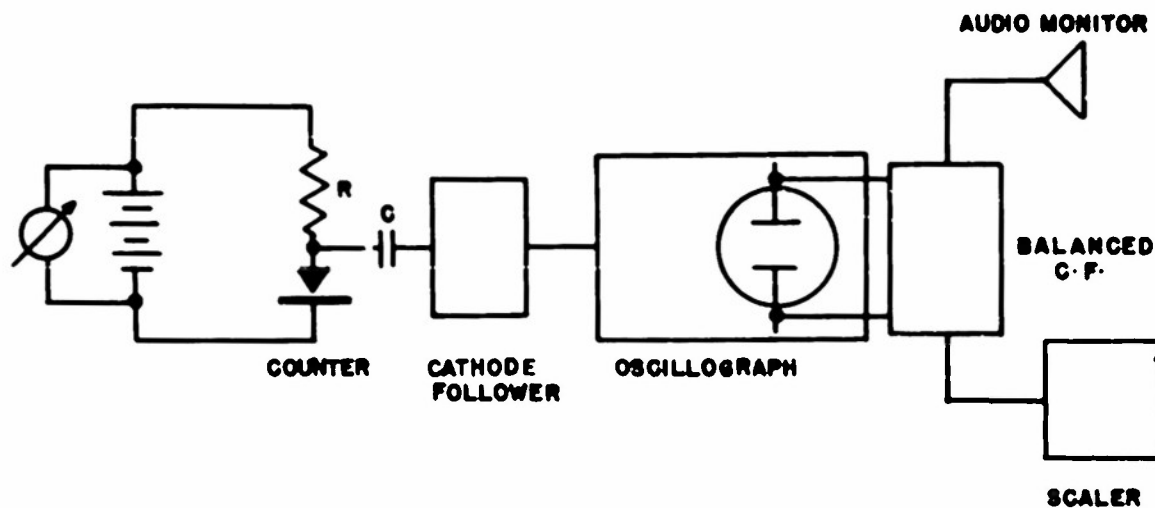 AUDIO MONITOR
R
C
BALANCED
C.F.
COUNTER
CATHODE
FOLLOWER
OSCILLOGRAPH
SCALER